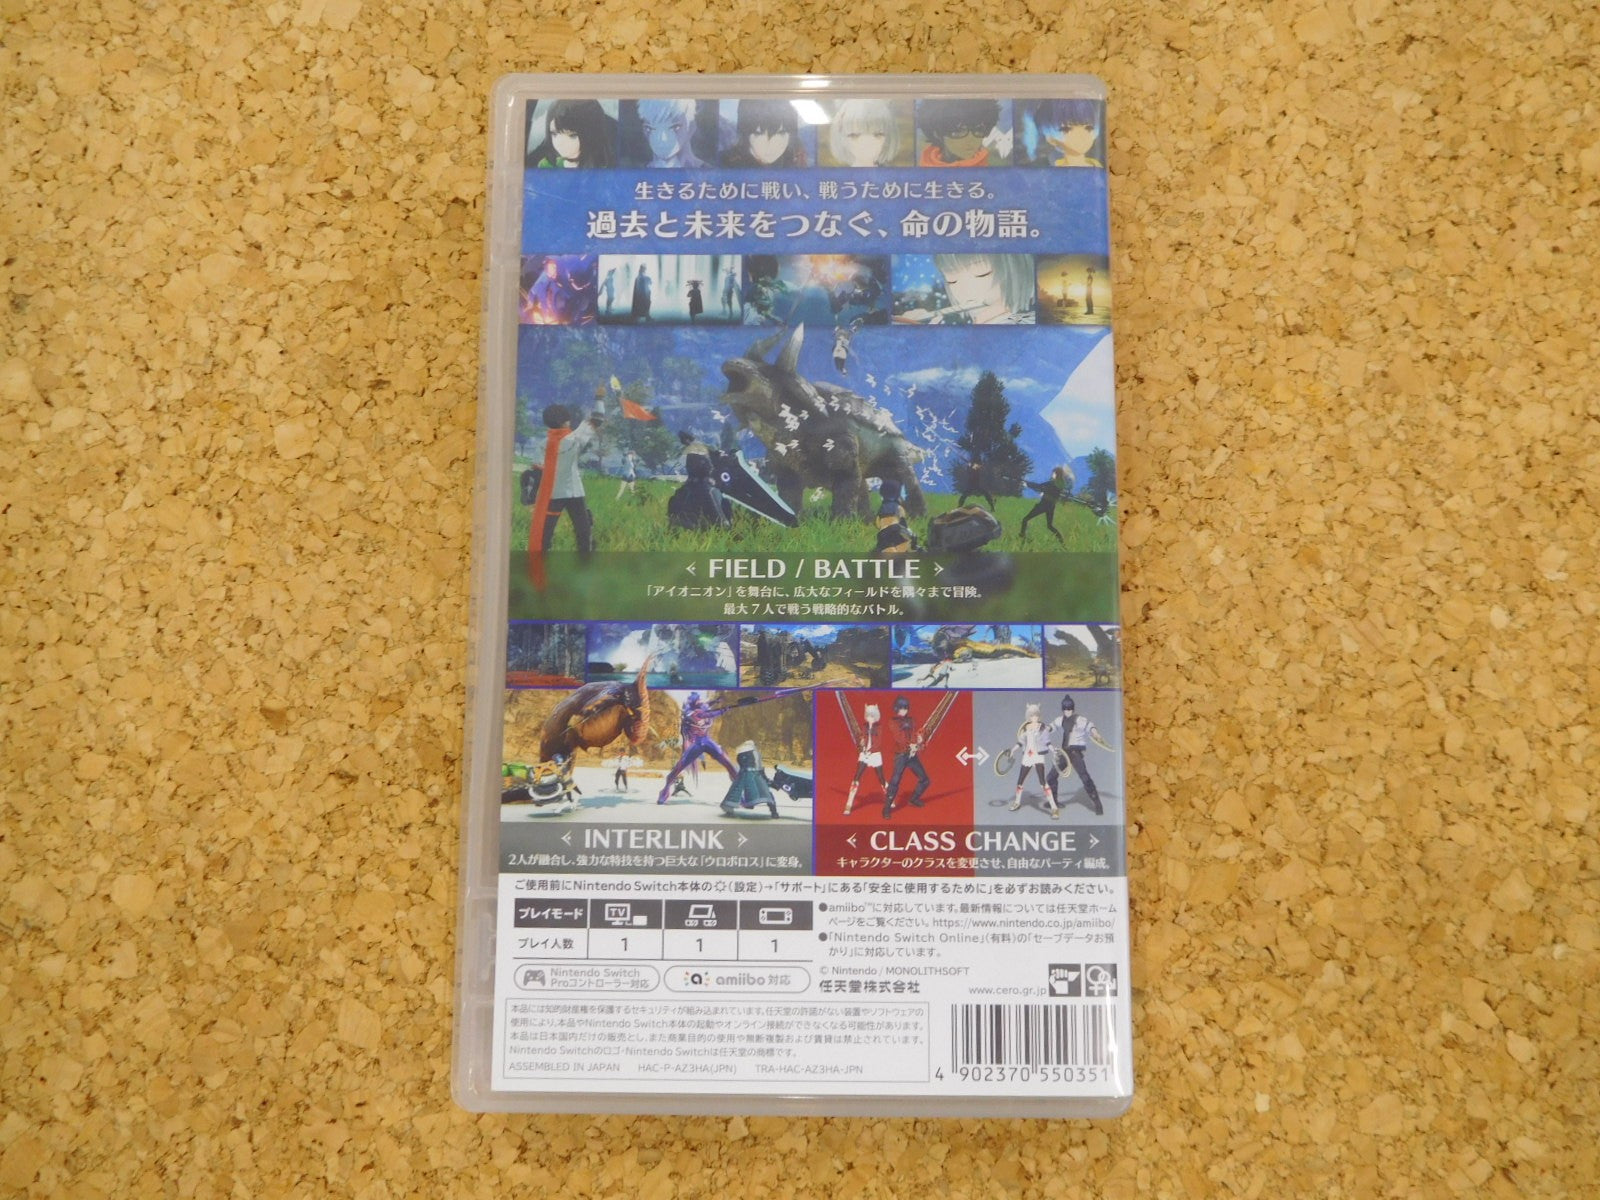 生きるために戦い、戦うために生きる。
過去と未来をつなぐ、命の物語。
FIELD / BATTLE
「アイオニオン」を舞台に、広大なフィールドを隅々まで冒険。
最大7人で戦う戦略的なバトル。
INTERLINK
2人が融合し、強力な特技を持つ巨大な「ウロボロス」に変身。
CLASS CHANGE
キャラクターのクラスを変更させ、自由なパーティ編成。
ご使用前にNintendo Switch本体の(設定)→「サポート」にある「安全に使用するために」を必ずお読みください。
プレイモード TV
プレイ人数 1 1 1
●amiibo™に対応しています。最新情報については任天堂ホーム
ページをご覧ください。https://www.nintendo.co.jp/amiibo/
●「Nintendo Switch Online」(有料)の「セーブデータお預
かり」に対応しています。
Nintendo Switch
Proコントローラー対応
a amiibo対応
© Nintendo / MONOLITHSOFT
任天堂株式会社
www.cero.gr.jp
本品には知的財産権を保護するセキュリティが組み込まれています。任天堂の許諾がない装置やソフトウェアの
使用により、本品やNintendo Switch本体の起動やオンライン接続ができなくなる可能性があります。
本品は日本国内だけの販売とし、また商業目的の使用や無断複製および賃貸は禁止されています。
Nintendo Switchのロゴ・Nintendo Switchは任天堂の商標です。
ASSEMBLED IN JAPAN HAC-P-AZ3HA(JPN) TRA-HAC-AZ3HA-JPN
4 902370 550351